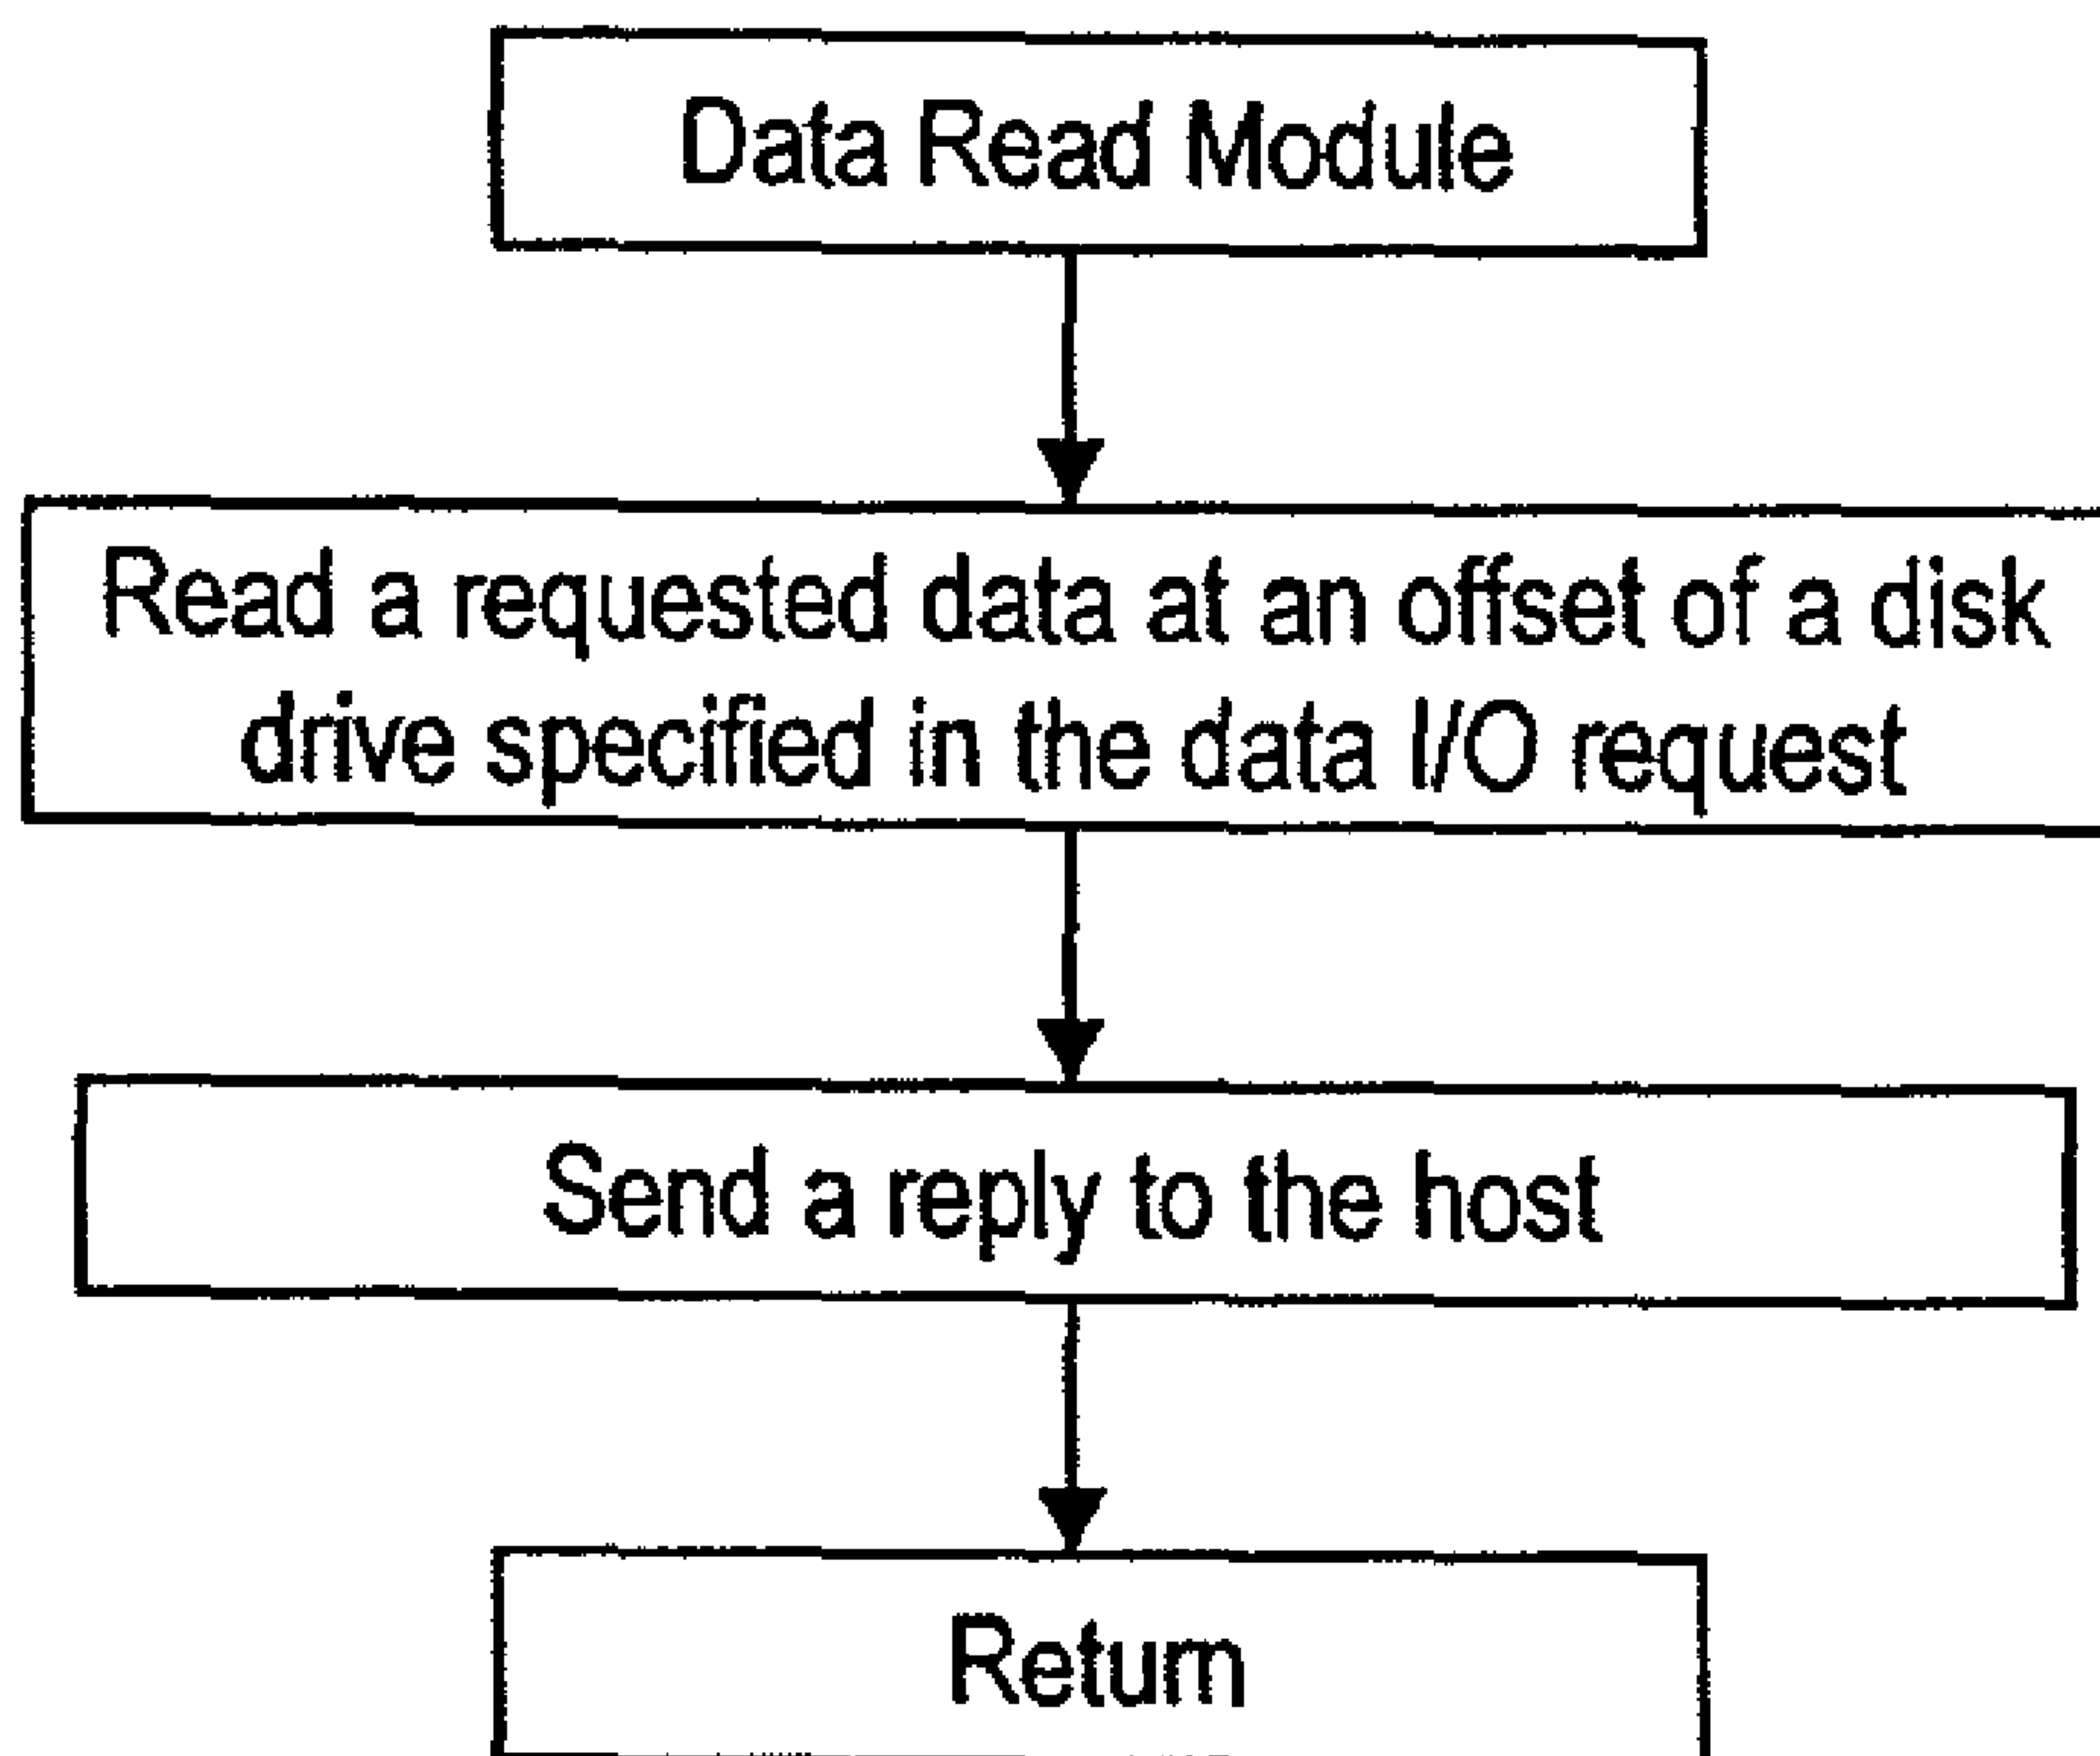 Data Read Module
Read a requested data at an offset of a disk
drive specified in the data I/O request
Send a reply to the host
Return